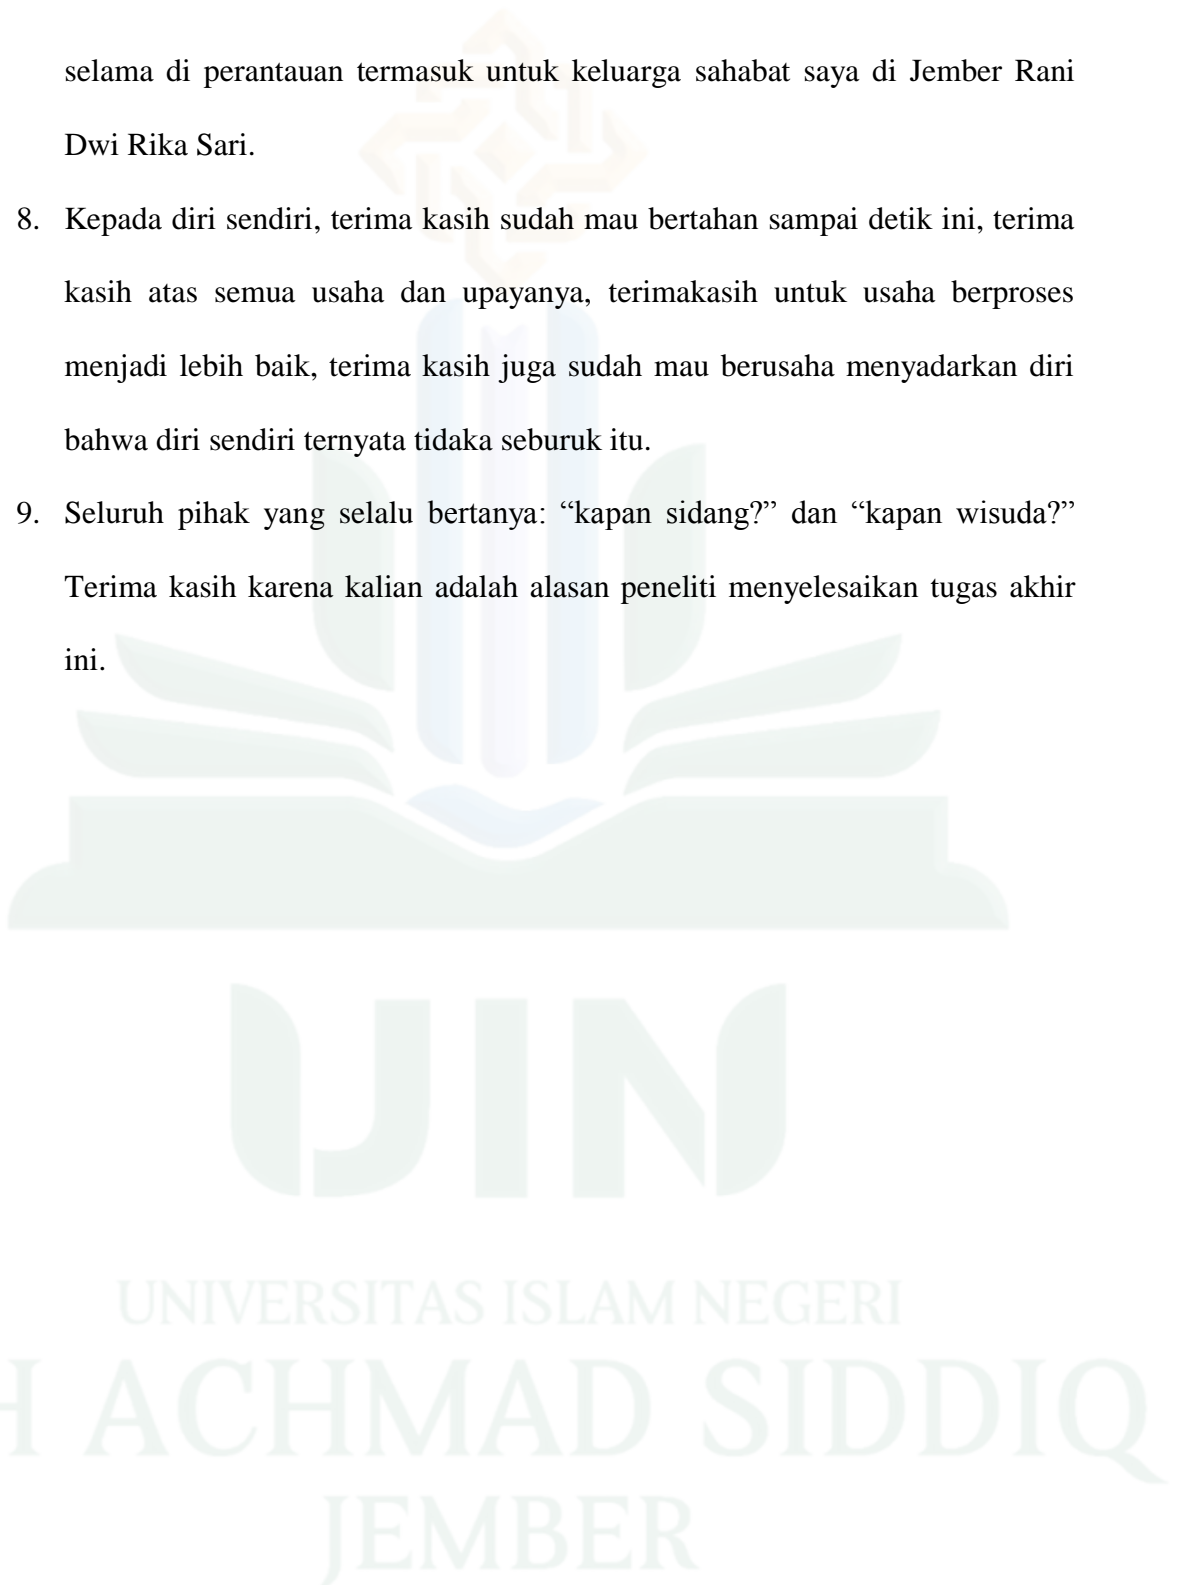 selama di perantauan termasuk untuk keluarga sahabat saya di Jember Rani
Dwi Rika Sari.
8. Kepada diri sendiri, terima kasih sudah mau bertahan sampai detik ini, terima
kasih atas semua usaha dan upayanya, terimakasih untuk usaha berproses
menjadi lebih baik, terima kasih juga sudah mau berusaha menyadarkan diri
bahwa diri sendiri ternyata tidaka seburuk itu.
9. Seluruh pihak yang selalu bertanya: “kapan sidang?” dan “kapan wisuda?”
Terima kasih karena kalian adalah alasan peneliti menyelesaikan tugas akhir
ini.
UIN
UNIVERSITAS ISLAM NEGERI
H ACHMAD SIDDIQ
JEMBER